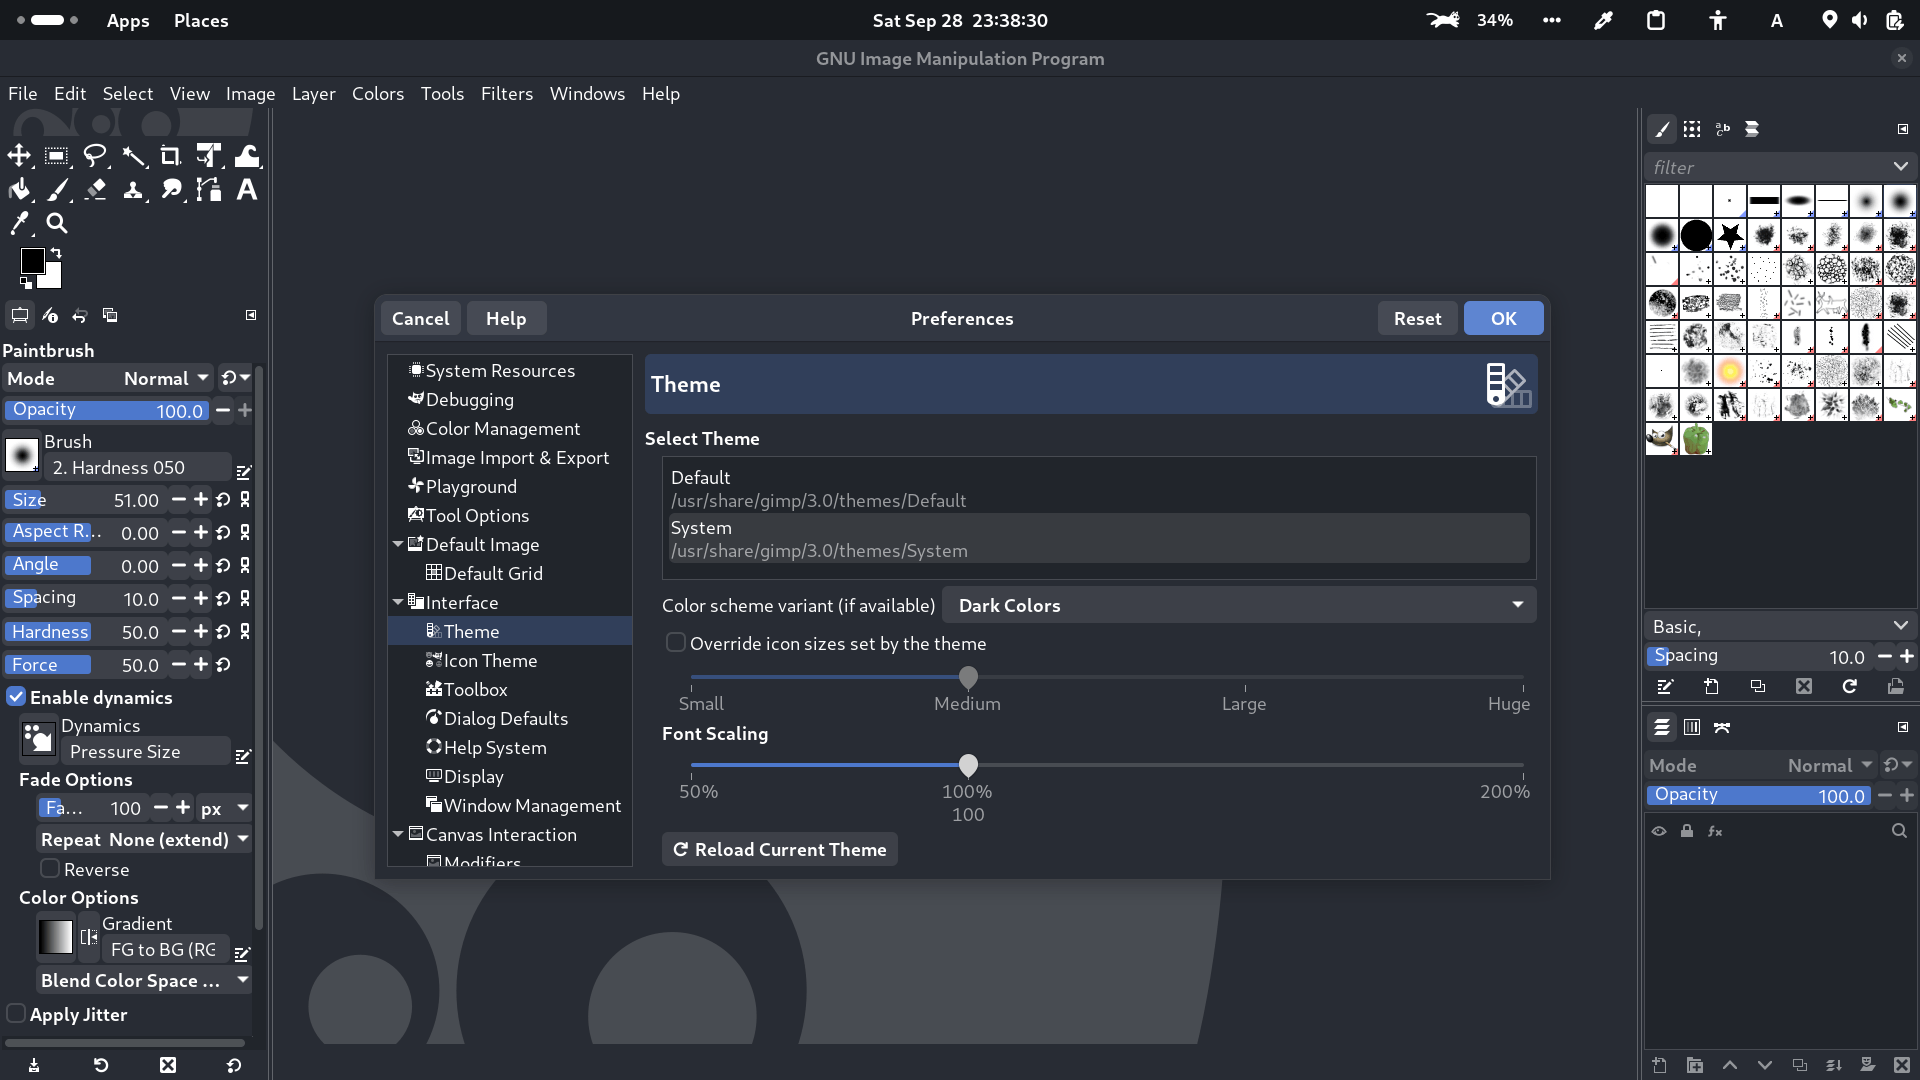 Apps Places Sat Sep 28 23:38:30 34% A
GNU Image Manipulation Program
File Edit Select View Image Layer Colors Tools Filters Windows Help
Paintbrush
Mode Normal
Opacity 100.0
Brush
2. Hardness 050
Size 51.00
Aspect R... 0.00
Angle 0.00
Spacing 10.0
Hardness 50.0
Force 50.0
Enable dynamics
Dynamics
Pressure Size
Fade Options
Fa... 100 px
Repeat None (extend)
Reverse
Color Options
Gradient
FG to BG (RG
Blend Color Space ...
Apply Jitter
Cancel Help Preferences Reset OK
System Resources
Debugging
Color Management
Image Import & Export
Playground
Tool Options
Default Image
Default Grid
Interface
Theme
Icon Theme
Toolbox
Dialog Defaults
Help System
Display
Window Management
Canvas Interaction
Modifiers
Theme
Select Theme
Default
/usr/share/gimp/3.0/themes/Default
System
/usr/share/gimp/3.0/themes/System
Color scheme variant (if available) Dark Colors
Override icon sizes set by the theme
Small Medium Large Huge
Font Scaling
50% 100% 200%
100
Reload Current Theme
filter
Basic,
Spacing 10.0
Mode Normal
Opacity 100.0
fx